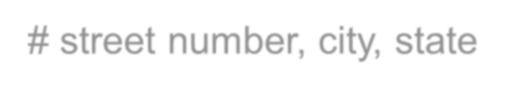 # street number, city, state